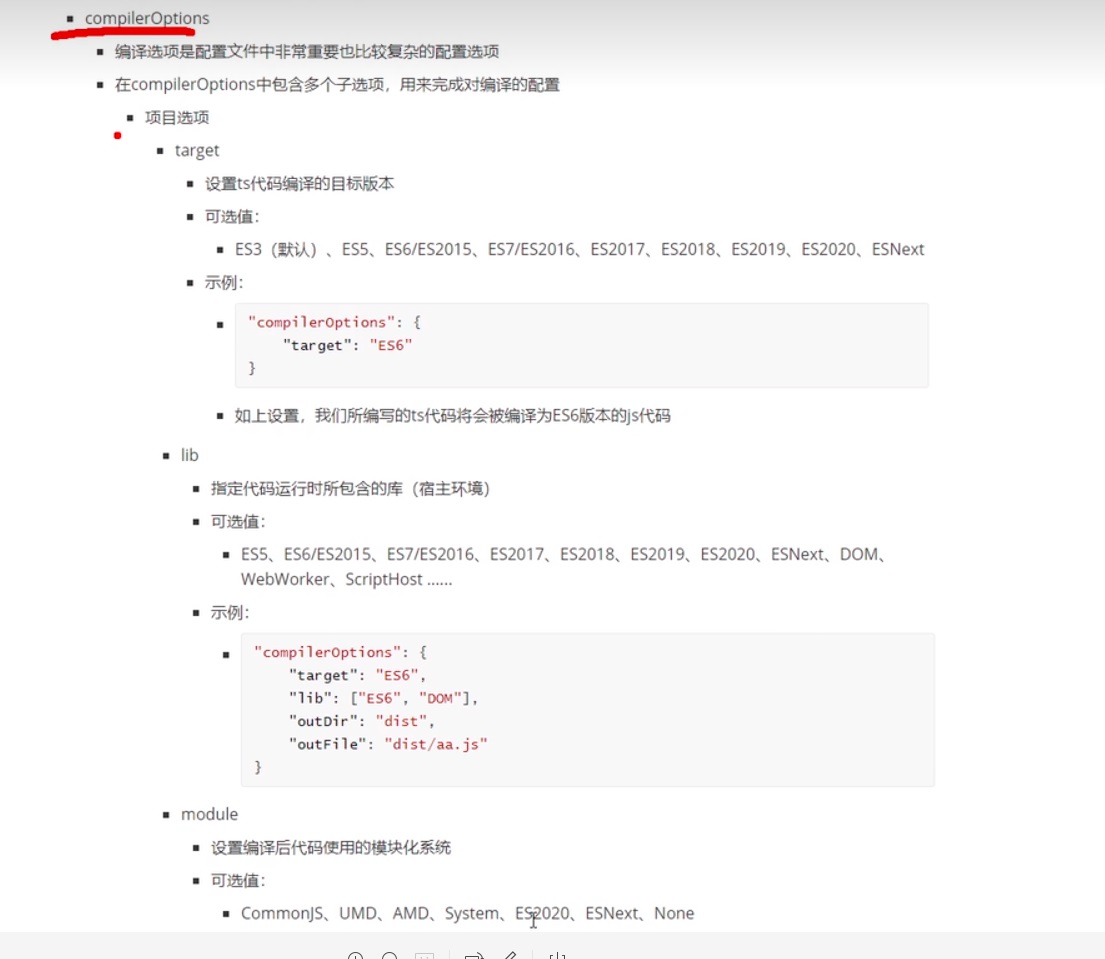 compilerOptions
编译选项是配置文件中非常重要也比较复杂的配置选项
在compilerOptions中包含多个子选项，用来完成对编译的配置
项目选项
target
设置ts代码编译的目标版本
可选值：
ES3（默认）、ES5、ES6/ES2015、ES7/ES2016、ES2017、ES2018、ES2019、ES2020、ESNext
示例：
"compilerOptions": {
"target": "ES6"
}
如上设置，我们所编写的ts代码将会被编译为ES6版本的js代码
lib
指定代码运行时所包含的库（宿主环境）
可选值：
ES5、ES6/ES2015、ES7/ES2016、ES2017、ES2018、ES2019、ES2020、ESNext、DOM、
WebWorker、ScriptHost ......
示例：
"compilerOptions": {
"target": "ES6",
"lib": ["ES6", "DOM"],
"outDir": "dist",
"outFile": "dist/aa.js"
}
module
设置编译后代码使用的模块化系统
可选值：
CommonJS、UMD、AMD、System、ES2020、ESNext、None